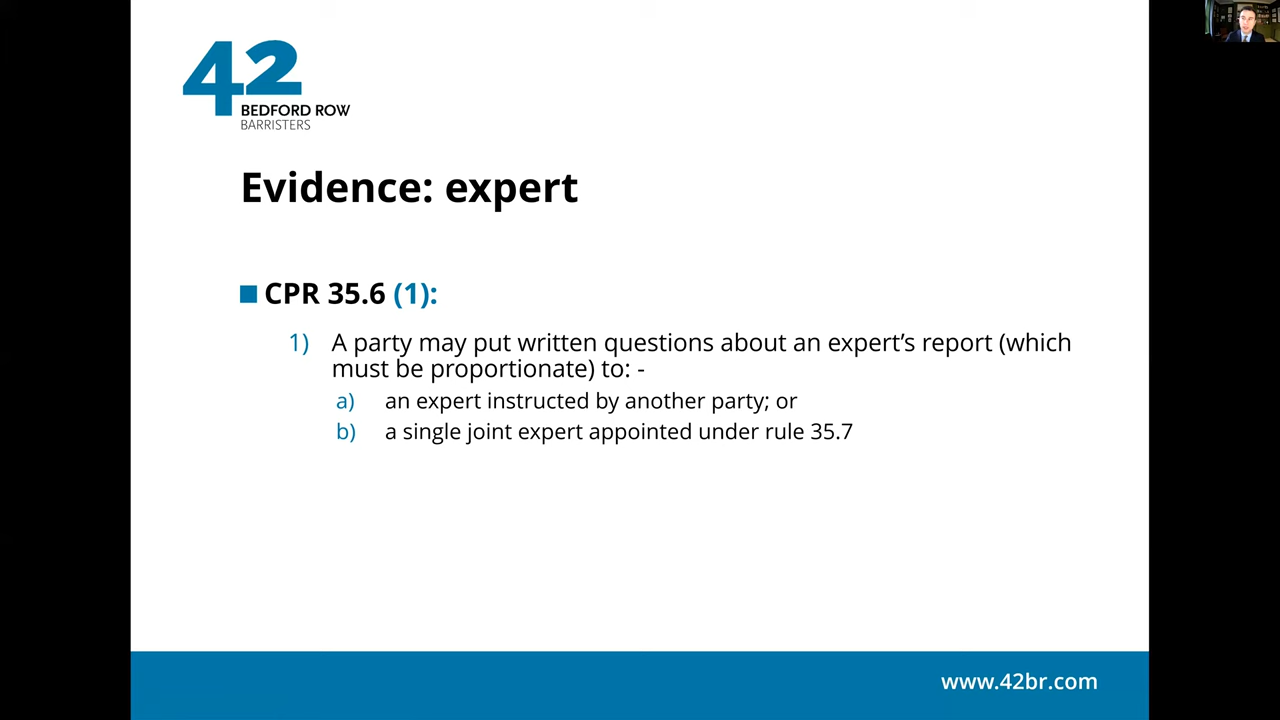 42
BEDFORD ROW
BARRISTERS
Evidence: expert
CPR 35.6 (1):
1) A party may put written questions about an expert’s report (which
must be proportionate) to: -
a) an expert instructed by another party; or
b) a single joint expert appointed under rule 35.7
www.42br.com